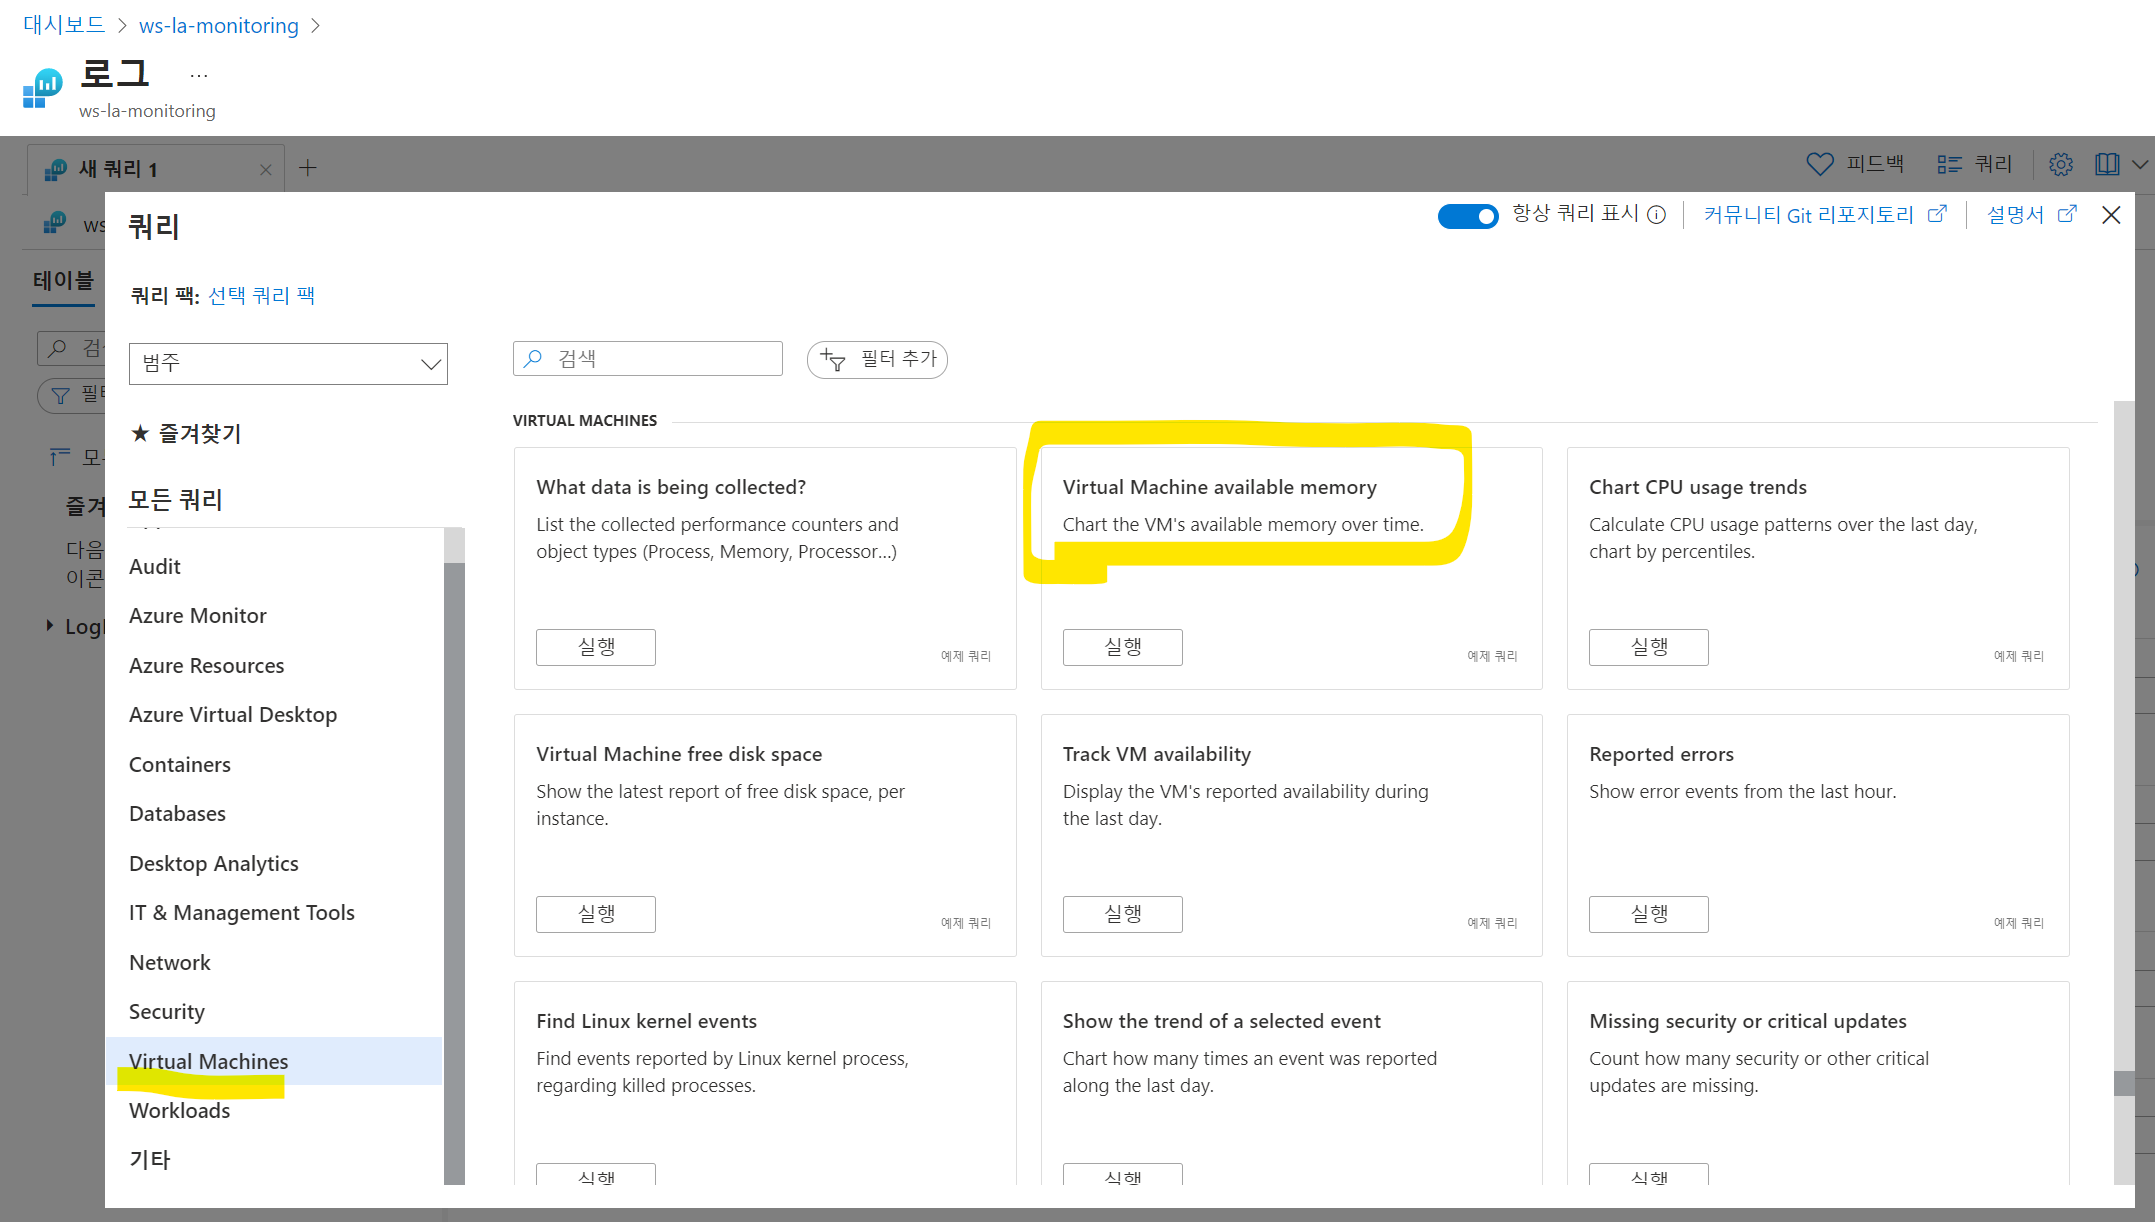 대시보드 > ws-la-monitoring >
로그 ...
ws-la-monitoring
새 쿼리 1
피드백
쿼리
테이블
쿼리
항상 쿼리 표시
커뮤니티 Git 리포지토리
설명서
쿼리 팩: 선택 쿼리 팩
범주
검색
필터 추가
★ 즐겨찾기
모든 쿼리
Audit
Azure Monitor
Azure Resources
Azure Virtual Desktop
Containers
Databases
Desktop Analytics
IT & Management Tools
Network
Security
Virtual Machines
Workloads
기타
VIRTUAL MACHINES
What data is being collected?
List the collected performance counters and
object types (Process, Memory, Processor...)
실행
예제 쿼리
Virtual Machine available memory
Chart the VM's available memory over time.
실행
예제 쿼리
Chart CPU usage trends
Calculate CPU usage patterns over the last day,
chart by percentiles.
실행
예제 쿼리
Virtual Machine free disk space
Show the latest report of free disk space, per
instance.
실행
예제 쿼리
Track VM availability
Display the VM's reported availability during
the last day.
실행
예제 쿼리
Reported errors
Show error events from the last hour.
실행
예제 쿼리
Find Linux kernel events
Find events reported by Linux kernel process,
regarding killed processes.
실행
Show the trend of a selected event
Chart how many times an event was reported
along the last day.
실행
Missing security or critical updates
Count how many security or other critical
updates are missing.
실행